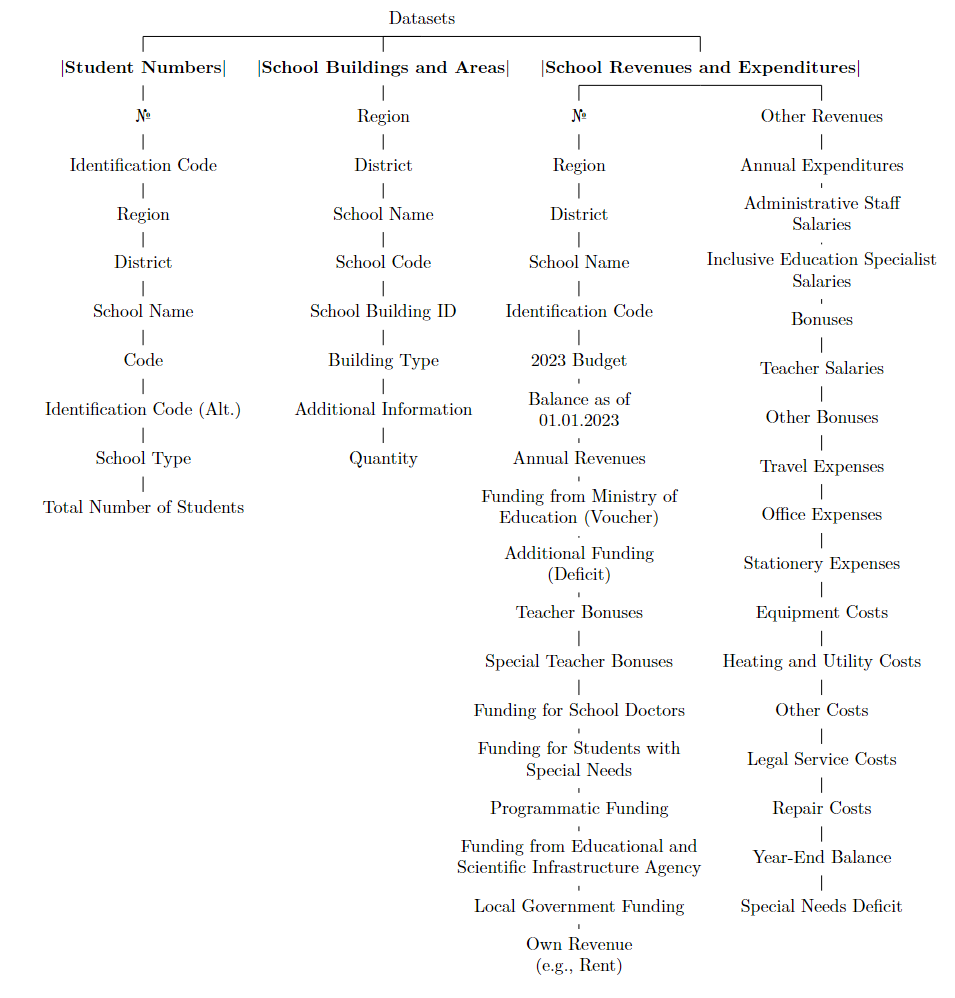 Datasets
|Student Numbers|
№
Identification Code
Region
District
School Name
Code
Identification Code (Alt.)
School Type
Total Number of Students
|School Buildings and Areas|
Region
District
School Name
School Code
School Building ID
Building Type
Additional Information
Quantity
|School Revenues and Expenditures|
№
Region
District
School Name
Identification Code
2023 Budget
Balance as of
01.01.2023
Annual Revenues
Funding from Ministry of
Education (Voucher)
Additional Funding
(Deficit)
Teacher Bonuses
Special Teacher Bonuses
Funding for School Doctors
Funding for Students with
Special Needs
Programmatic Funding
Funding from Educational and
Scientific Infrastructure Agency
Local Government Funding
Own Revenue
(e.g., Rent)
Other Revenues
Annual Expenditures
Administrative Staff
Salaries
Inclusive Education Specialist
Salaries
Bonuses
Teacher Salaries
Other Bonuses
Travel Expenses
Office Expenses
Stationery Expenses
Equipment Costs
Heating and Utility Costs
Other Costs
Legal Service Costs
Repair Costs
Year-End Balance
Special Needs Deficit